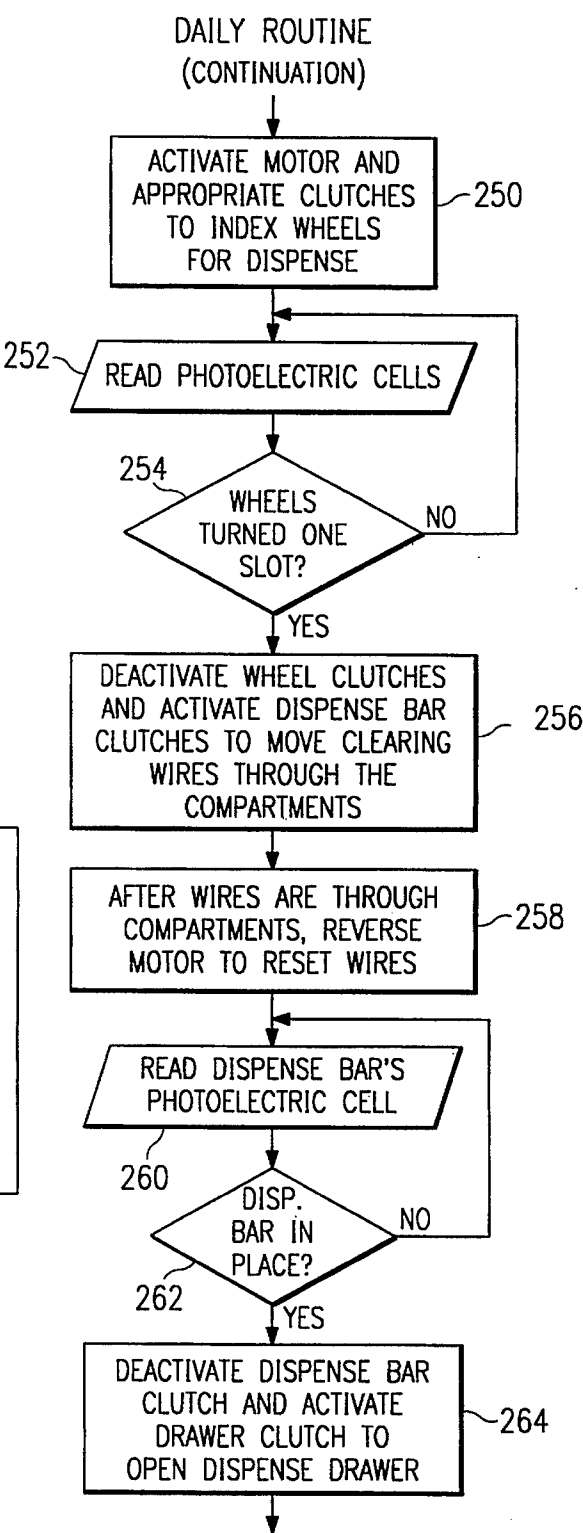 DAILY ROUTINE
(CONTINUATION)
ACTIVATE MOTOR AND
APPROPRIATE CLUTCHES
TO INDEX WHEELS
FOR DISPENSE
250
252
READ PHOTOELECTRIC CELLS
254
WHEELS
TURNED ONE
SLOT?
NO
YES
DEACTIVATE WHEEL CLUTCHES
AND ACTIVATE DISPENSE BAR
CLUTCHES TO MOVE CLEARING
WIRES THROUGH THE
COMPARTMENTS
256
AFTER WIRES ARE THROUGH
COMPARTMENTS, REVERSE
MOTOR TO RESET WIRES
258
READ DISPENSE BAR'S
PHOTOELECTRIC CELL
260
DISP.
BAR IN
PLACE?
NO
262
YES
DEACTIVATE DISPENSE BAR
CLUTCH AND ACTIVATE
DRAWER CLUTCH TO
OPEN DISPENSE DRAWER
264